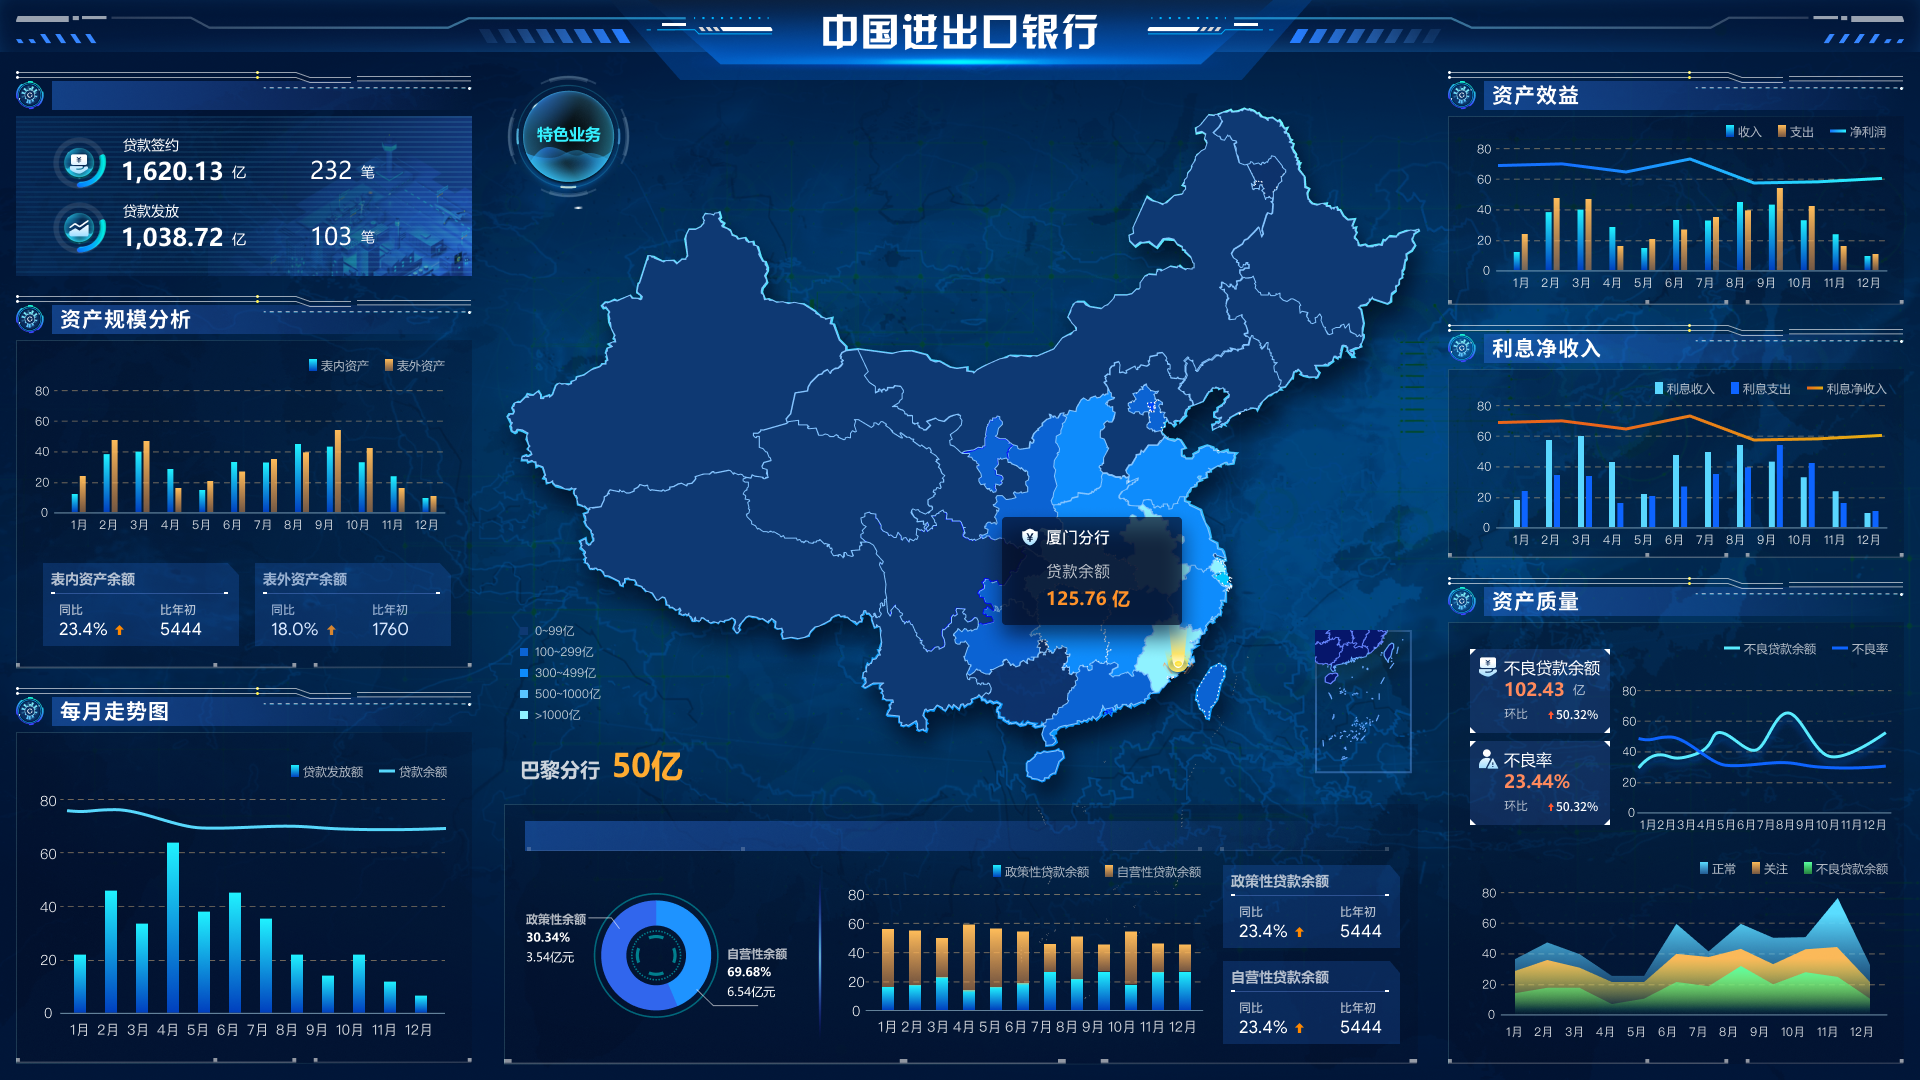 中国进出口银行
贷款签约
1,620.13 亿 232 笔
贷款发放
1,038.72 亿 103 笔
资产规模分析
表内资产 表外资产
80
60
40
20
0
1月 2月 3月 4月 5月 6月 7月 8月 9月 10月 11月 12月
表内资产余额
同比 比年初
23.4% 5444
表外资产余额
同比 比年初
18.0% 1760
每月走势图
贷款发放额 贷款余额
80
60
40
20
0
1月 2月 3月 4月 5月 6月 7月 8月 9月 10月 11月 12月
特色业务
厦门分行
贷款余额
125.76 亿
0~99亿
100~299亿
300~499亿
500~1000亿
>1000亿
巴黎分行 50亿
政策性余额
30.34%
3.54亿元
自营性余额
69.68%
6.54亿元
政策性贷款余额 自营性贷款余额
80
60
40
20
0
1月 2月 3月 4月 5月 6月 7月 8月 9月 10月 11月 12月
政策性贷款余额
同比 比年初
23.4% 5444
自营性贷款余额
同比 比年初
23.4% 5444
资产效益
收入 支出 净利润
80
60
40
20
0
1月 2月 3月 4月 5月 6月 7月 8月 9月 10月 11月 12月
利息净收入
利息收入 利息支出 利息净收入
80
60
40
20
0
1月 2月 3月 4月 5月 6月 7月 8月 9月 10月 11月 12月
资产质量
不良贷款余额
102.43 亿
环比 50.32%
不良率
23.44%
环比 50.32%
不良贷款余额 不良率
80
60
40
20
0
1月2月3月4月5月6月7月8月9月10月11月12月
正常 关注 不良贷款余额
80
60
40
20
0
1月 2月 3月 4月 5月 6月 7月 8月 9月 10月 11月 12月